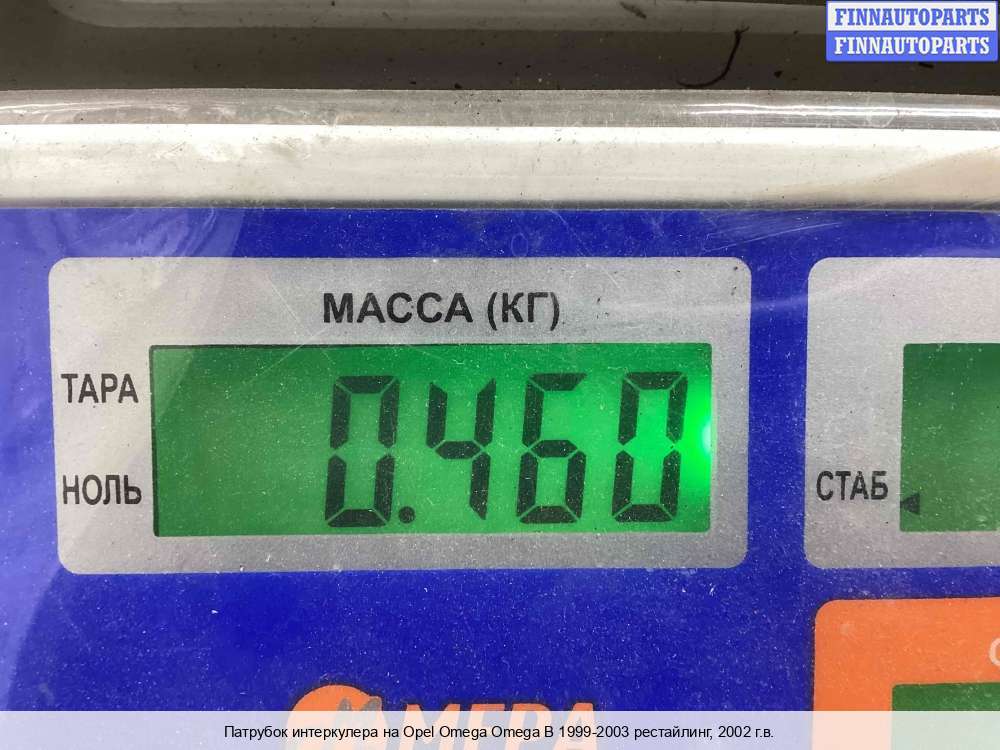 FINNAUTOPARTS
FINNAUTOPARTS
МАССА (КГ)
ТАРА
0.460
НОЛЬ
СТАБ
МЕРА
Патрубок интеркулера на Opel Omega Omega B 1999-2003 рестайлинг, 2002 г.в.